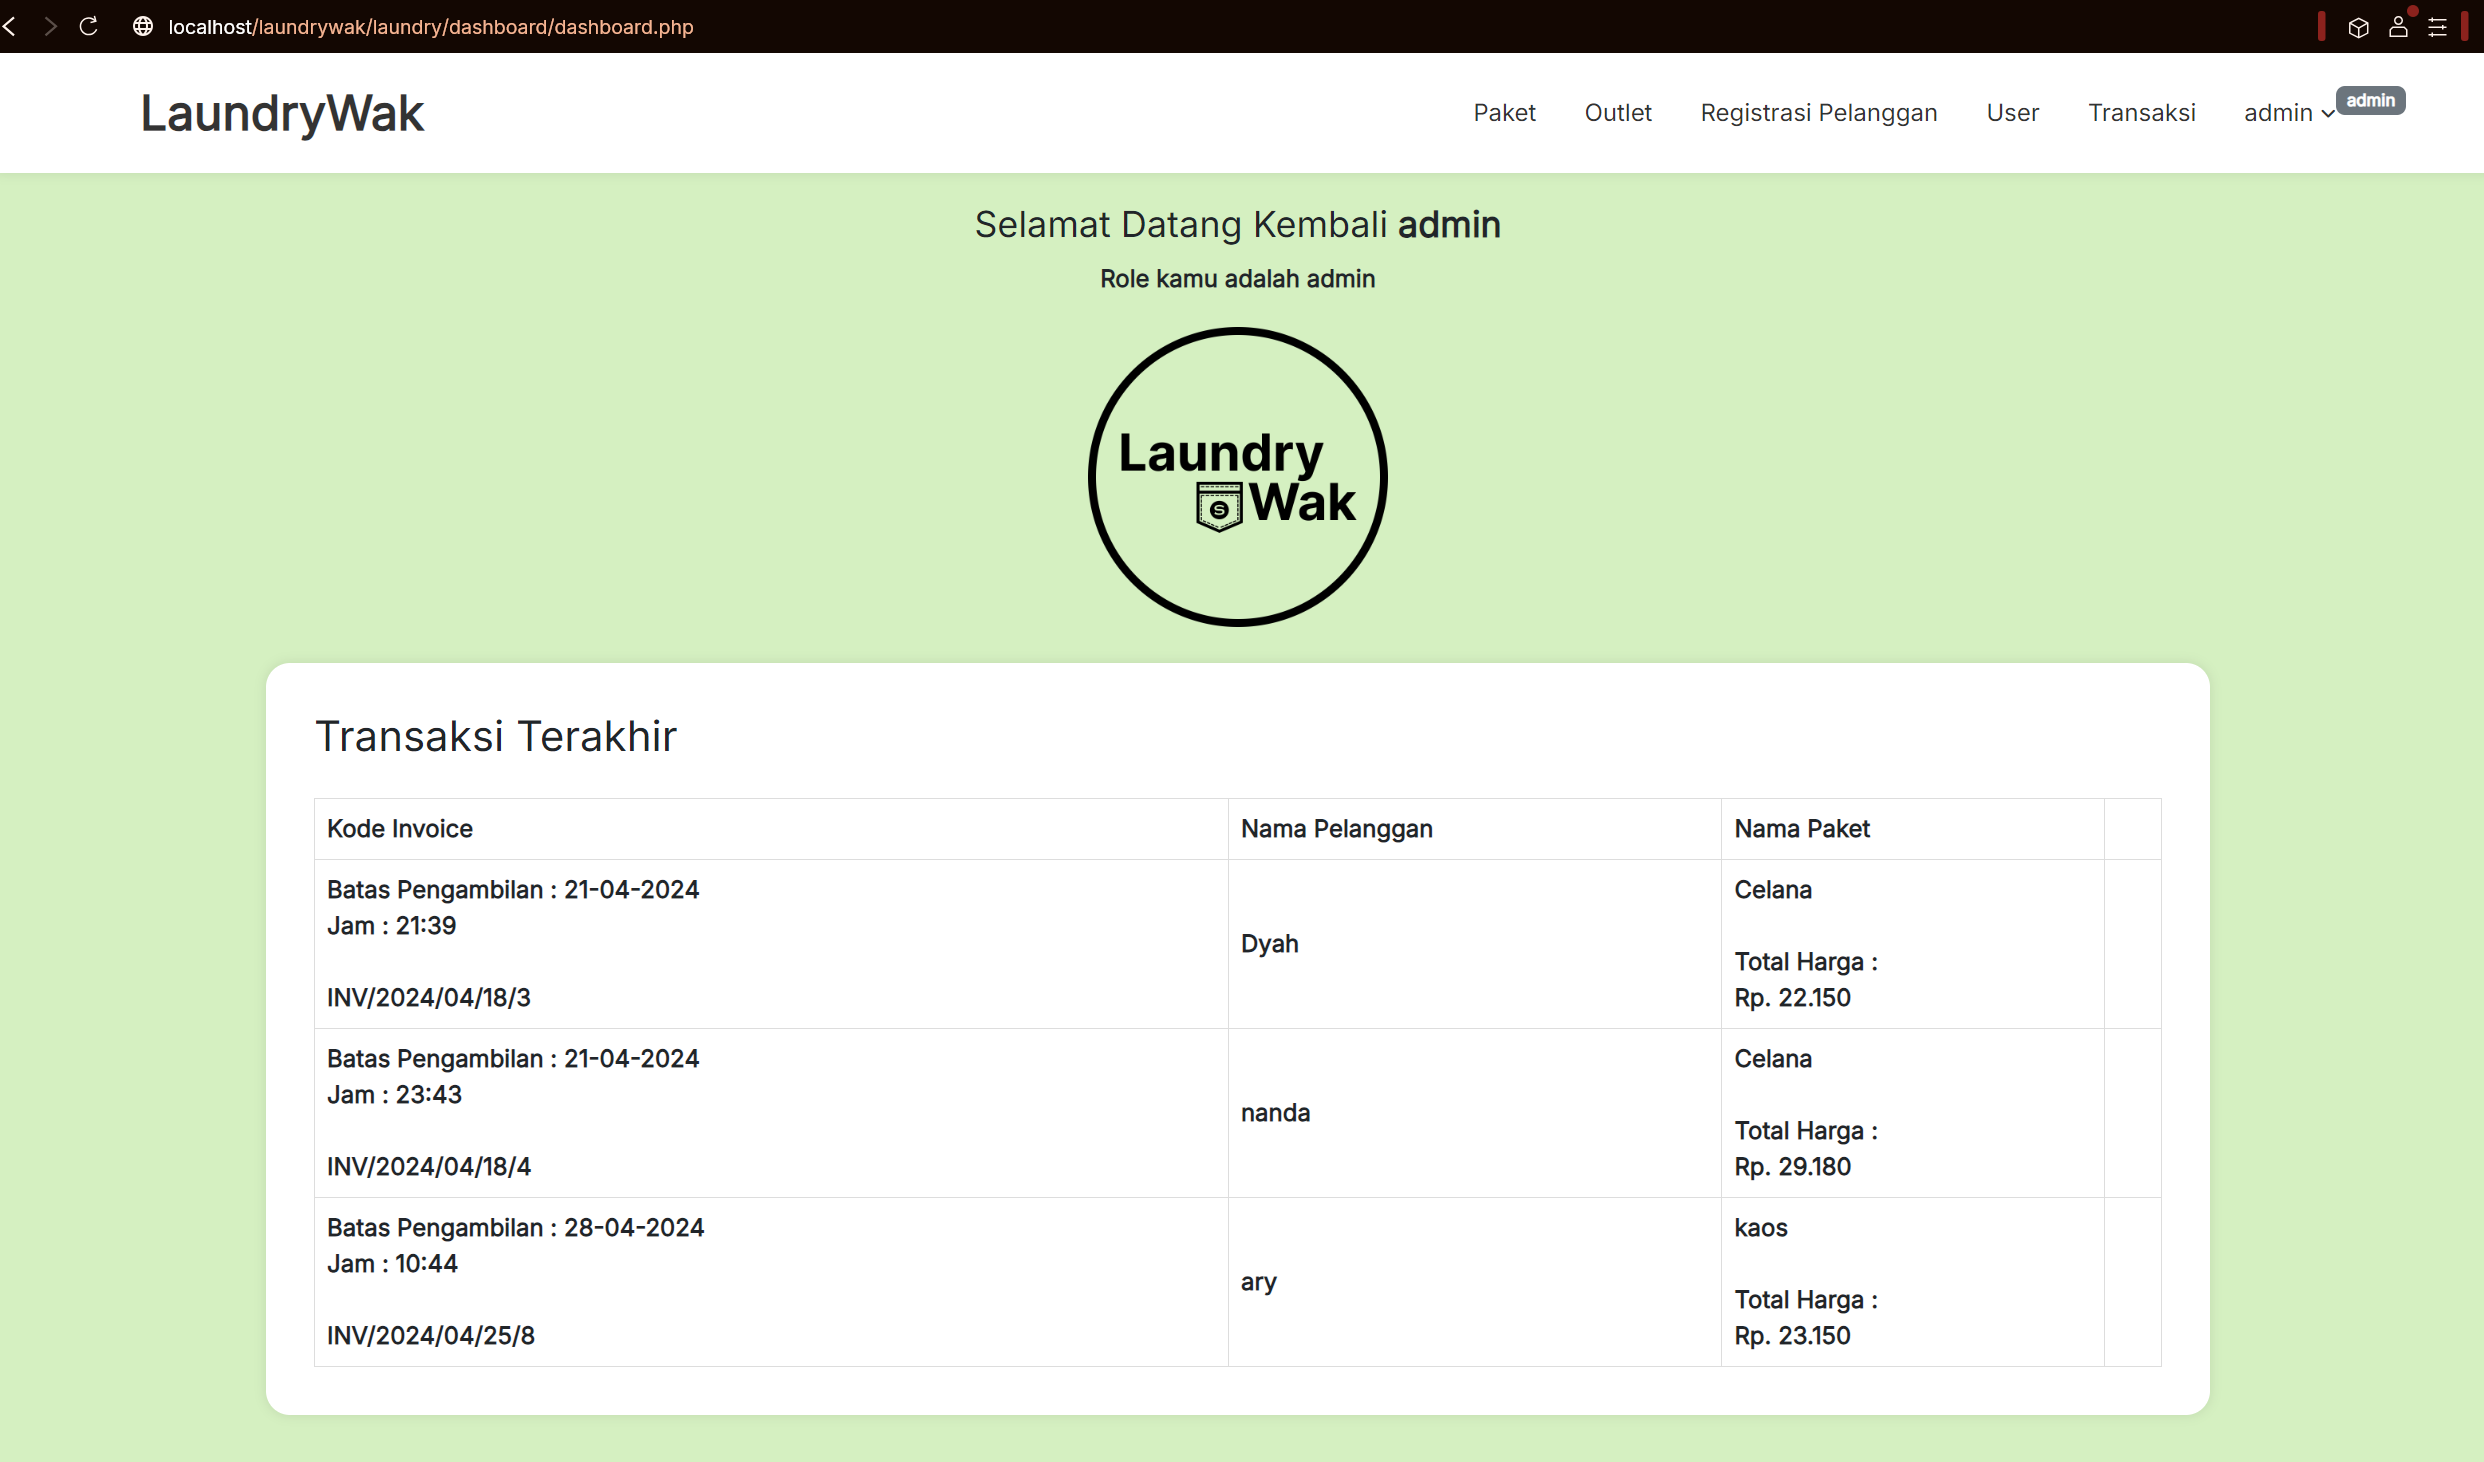 localhost/laundrywak/laundry/dashboard/dashboard.php
LaundryWak
Paket
Outlet
Registrasi Pelanggan
User
Transaksi
admin
admin
Selamat Datang Kembali admin
Role kamu adalah admin
Laundry
S Wak
Transaksi Terakhir
Kode Invoice
Nama Pelanggan
Nama Paket
Batas Pengambilan : 21-04-2024
Jam : 21:39
INV/2024/04/18/3
Dyah
Celana
Total Harga :
Rp. 22.150
Batas Pengambilan : 21-04-2024
Jam : 23:43
INV/2024/04/18/4
nanda
Celana
Total Harga :
Rp. 29.180
Batas Pengambilan : 28-04-2024
Jam : 10:44
INV/2024/04/25/8
ary
kaos
Total Harga :
Rp. 23.150